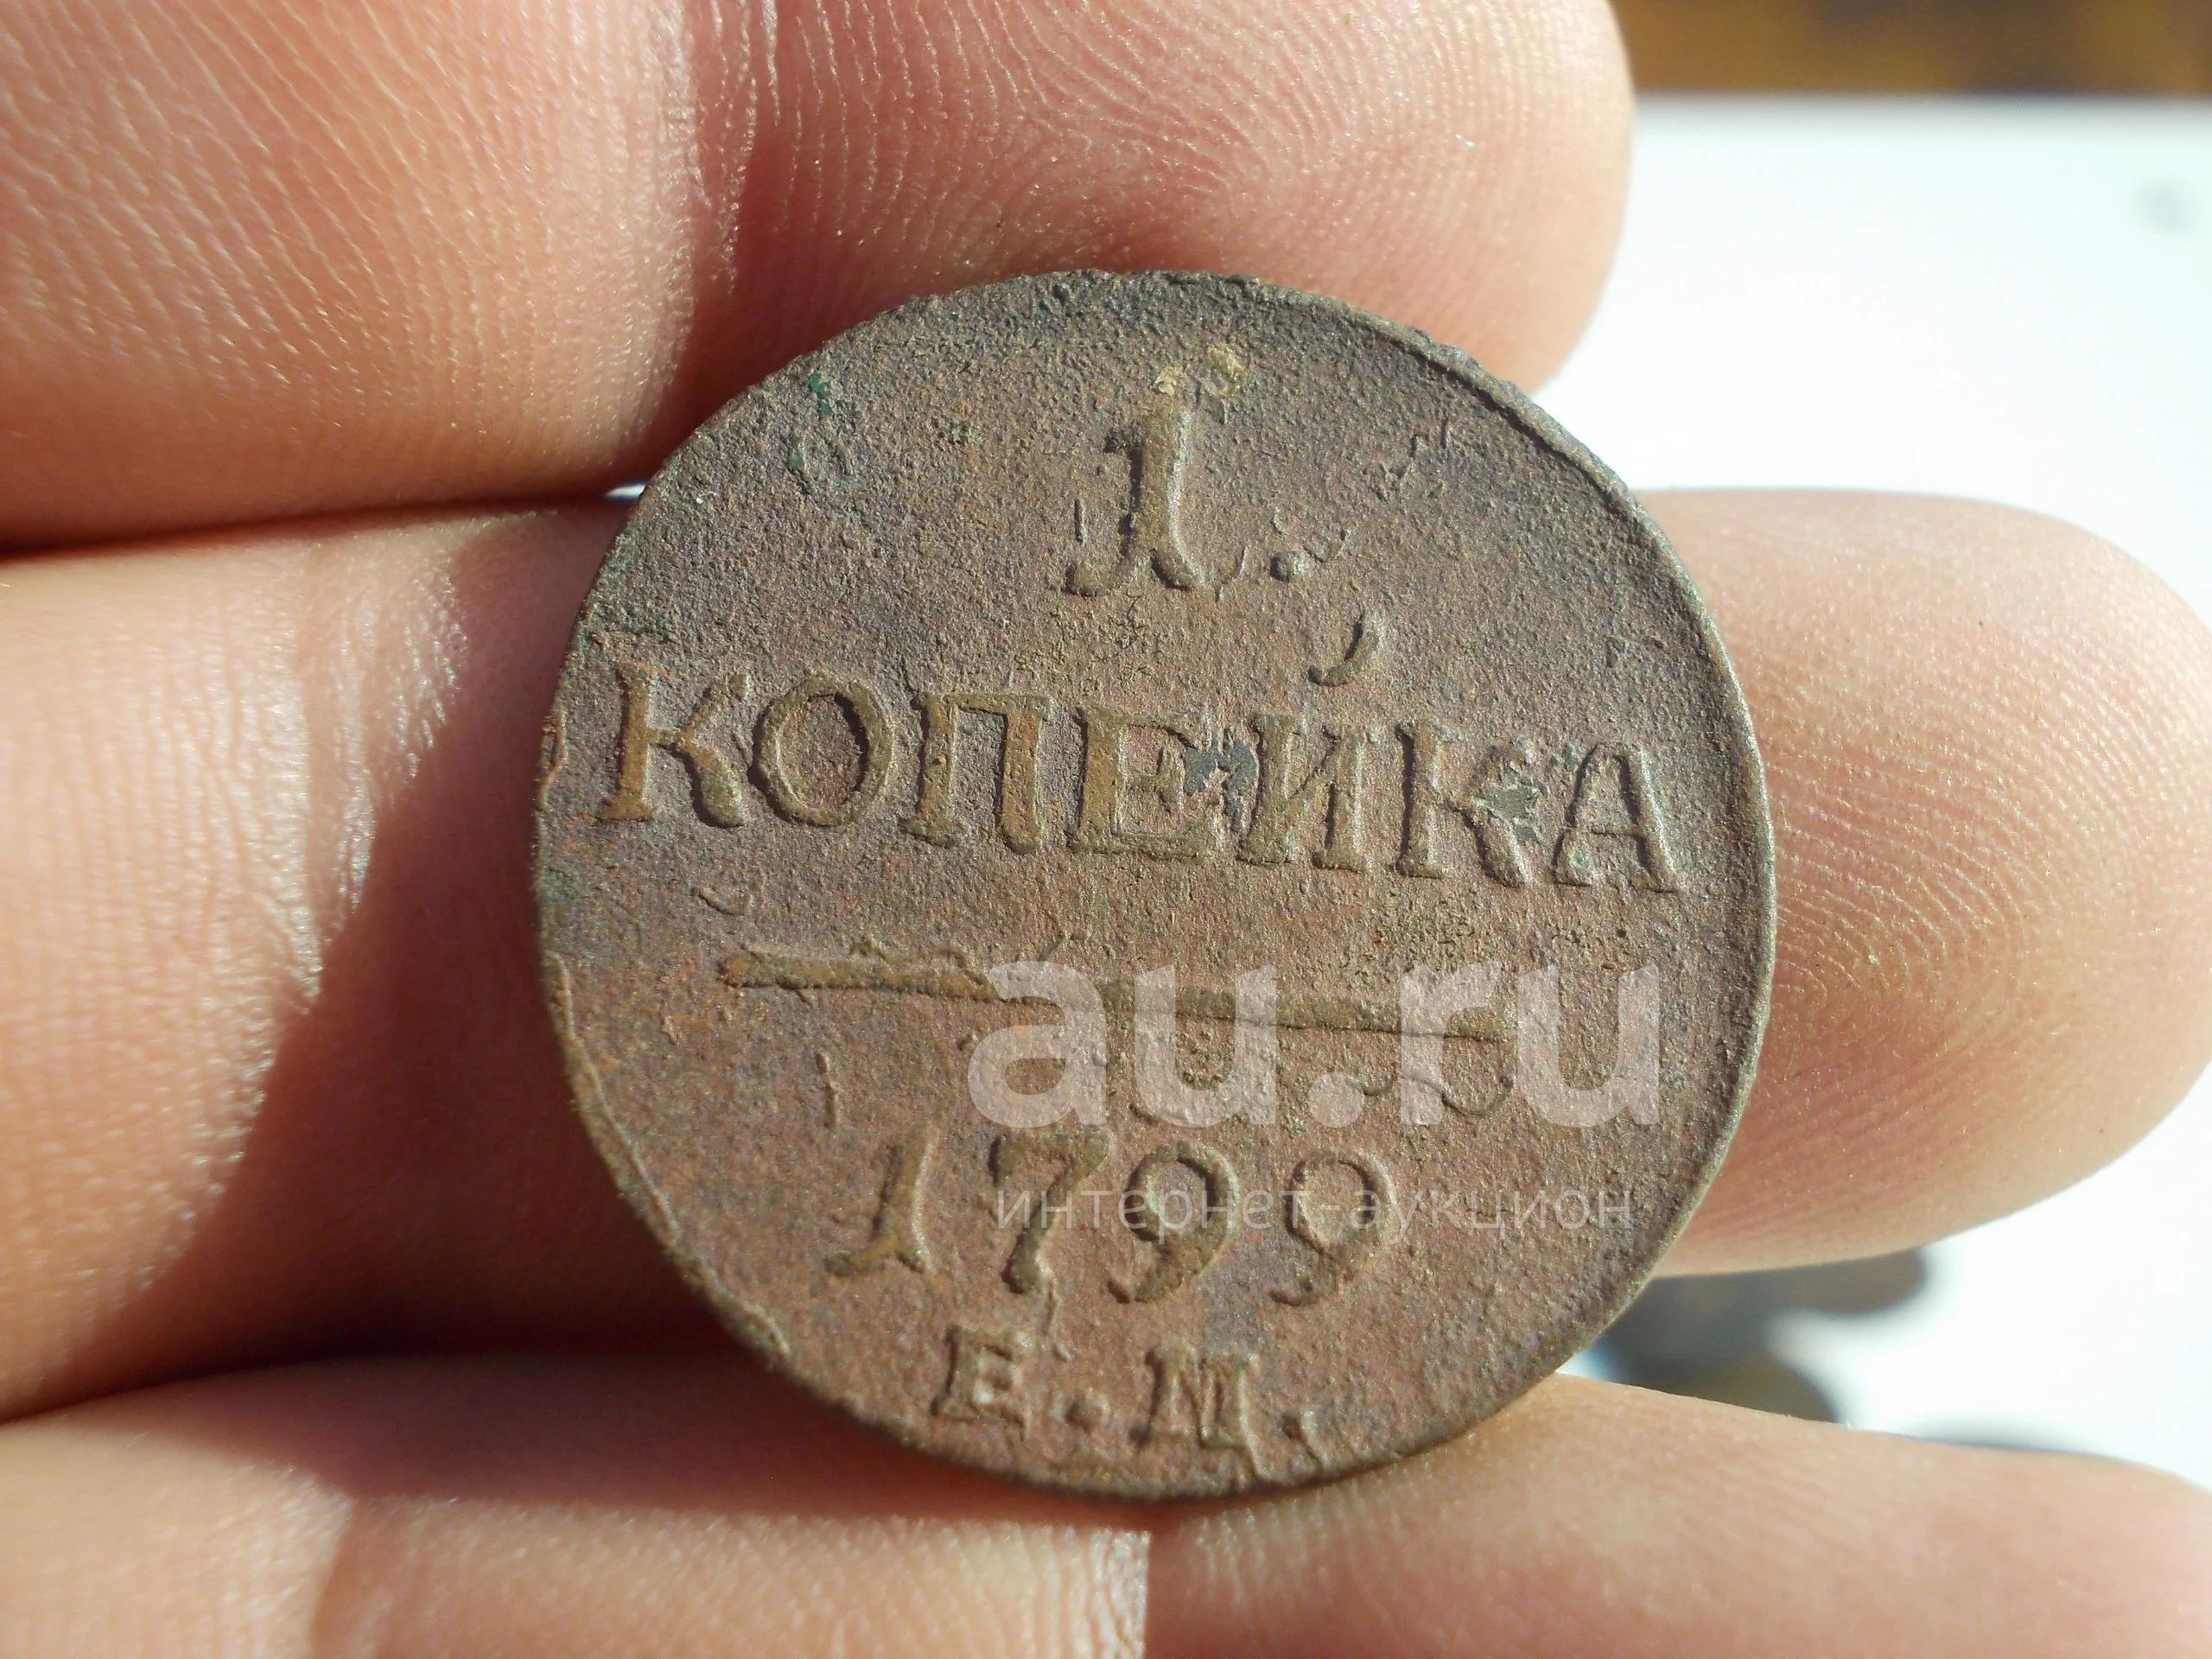 1.
КОПЕЙКА
au.ru
1799
интернет-аукцион
Е.М.